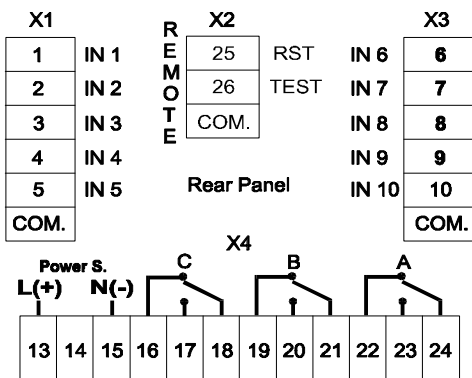 X1 X2 X3
REMOTE
1 IN 1 25 RST IN 6 6
2 IN 2 26 TEST IN 7 7
3 IN 3 COM. IN 8 8
4 IN 4 IN 9 9
5 IN 5 Rear Panel IN 10 10
COM. COM.
X4
Power S. C B A
L(+) N(-)
13 14 15 16 17 18 19 20 21 22 23 24